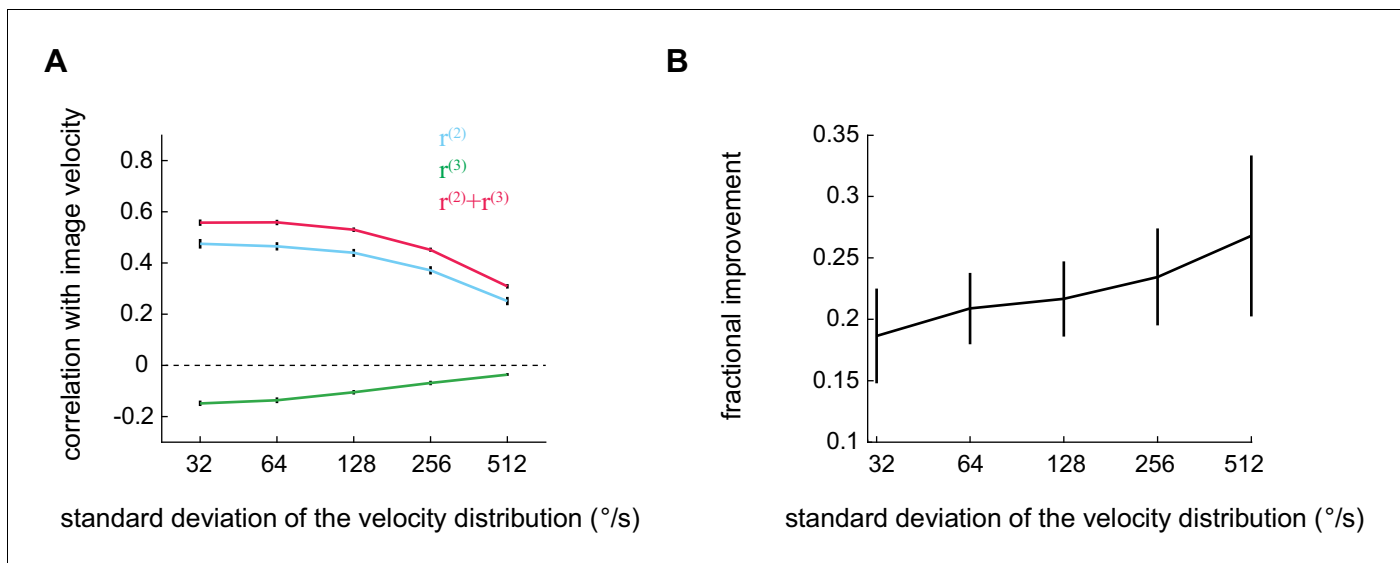 A
correlation with image velocity
0.8
0.6
0.4
0.2
0
-0.2
r(2)
r(3)
r(2)+r(3)
32 64 128 256 512
standard deviation of the velocity distribution (°/s)
B
fractional improvement
0.35
0.3
0.25
0.2
0.15
0.1
32 64 128 256 512
standard deviation of the velocity distribution (°/s)